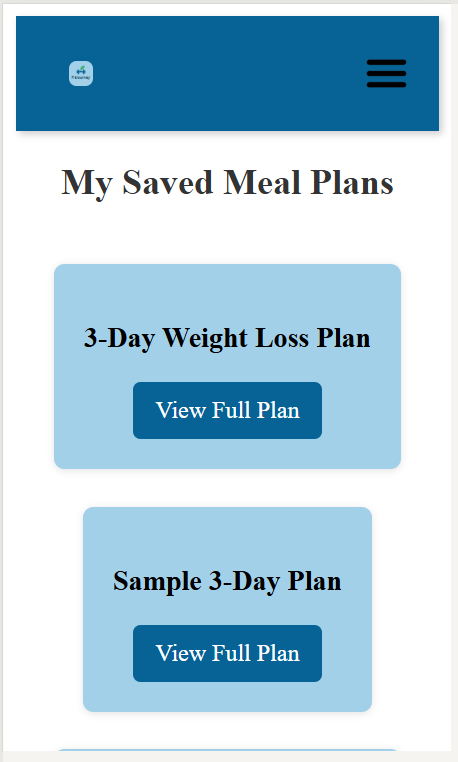 My Saved Meal Plans
3-Day Weight Loss Plan
View Full Plan
Sample 3-Day Plan
View Full Plan